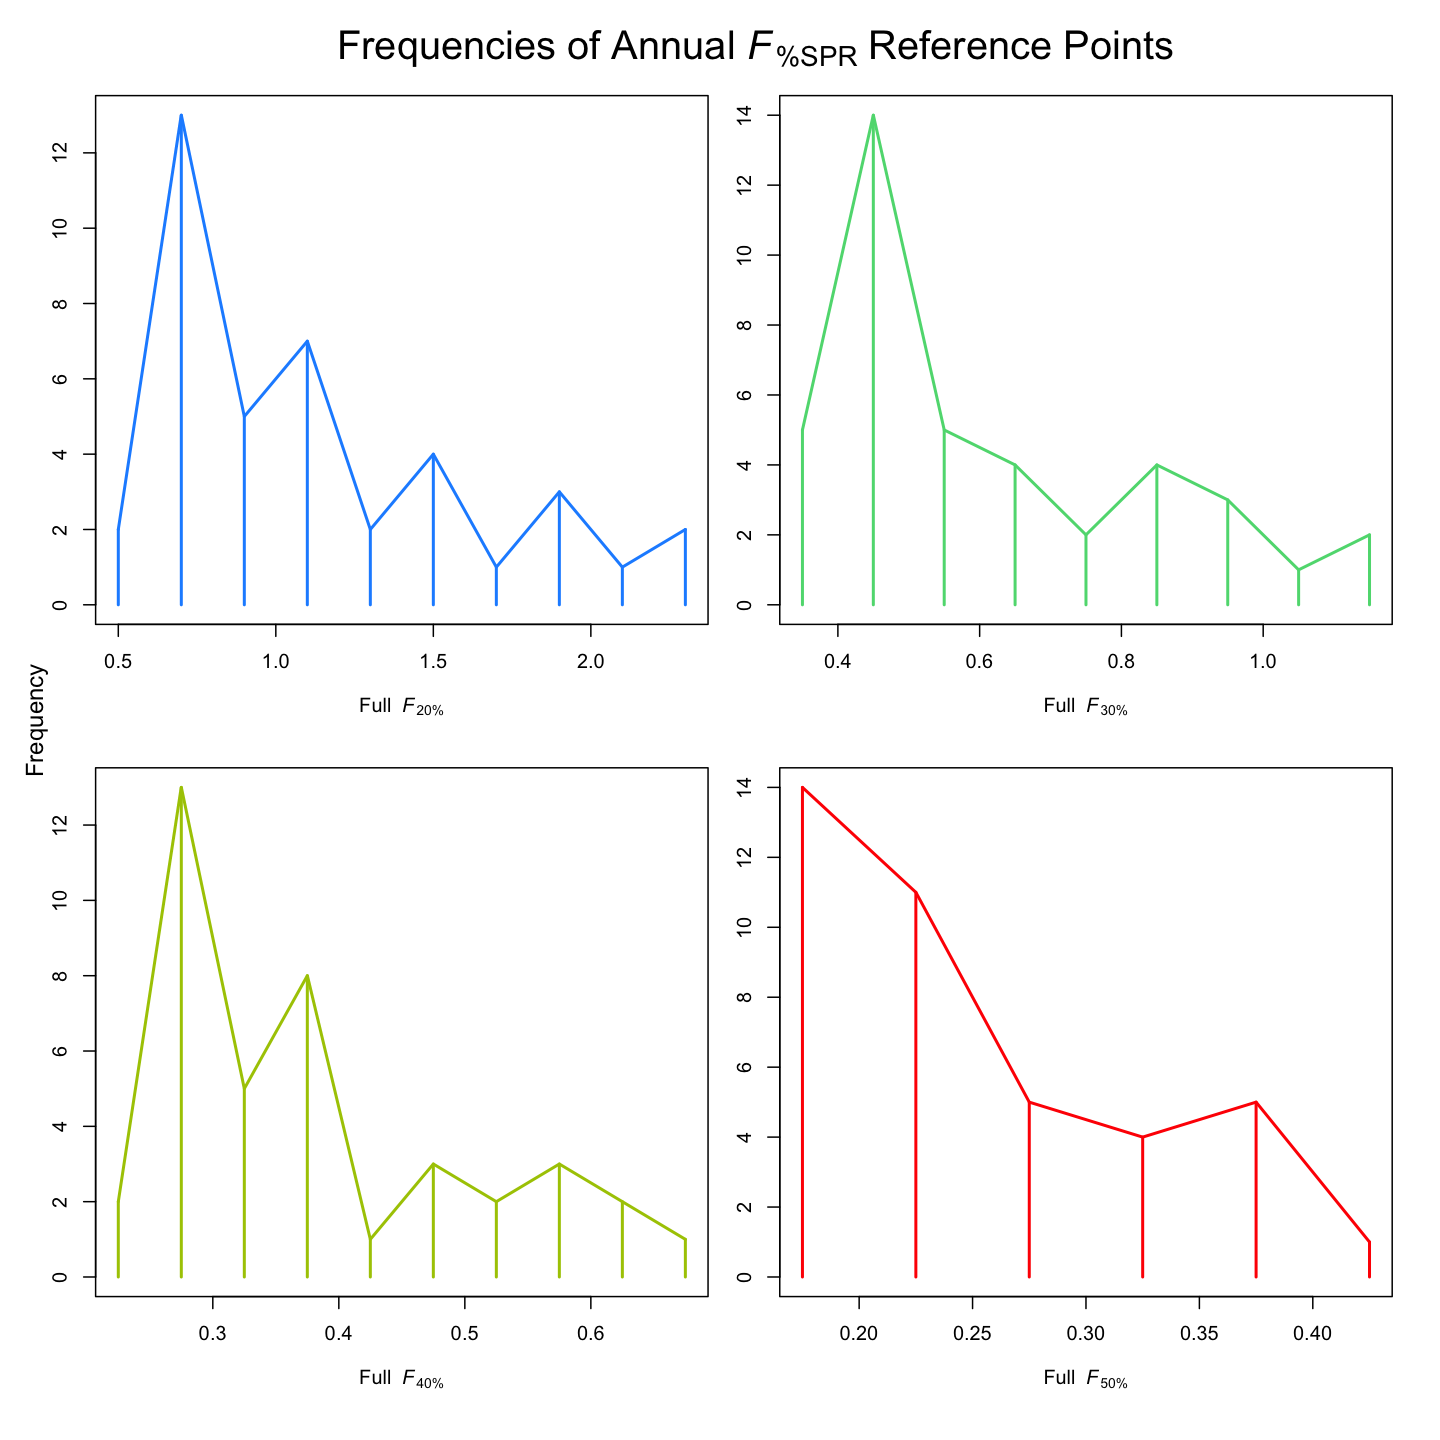 Frequencies of Annual F%SPR Reference Points
Frequency
0 2 4 6 8 10 12
0.5 1.0 1.5 2.0
Full F20%
0 2 4 6 8 10 12 14
0.4 0.6 0.8 1.0
Full F30%
0 2 4 6 8 10 12
0.3 0.4 0.5 0.6
Full F40%
0 2 4 6 8 10 12 14
0.20 0.25 0.30 0.35 0.40
Full F50%